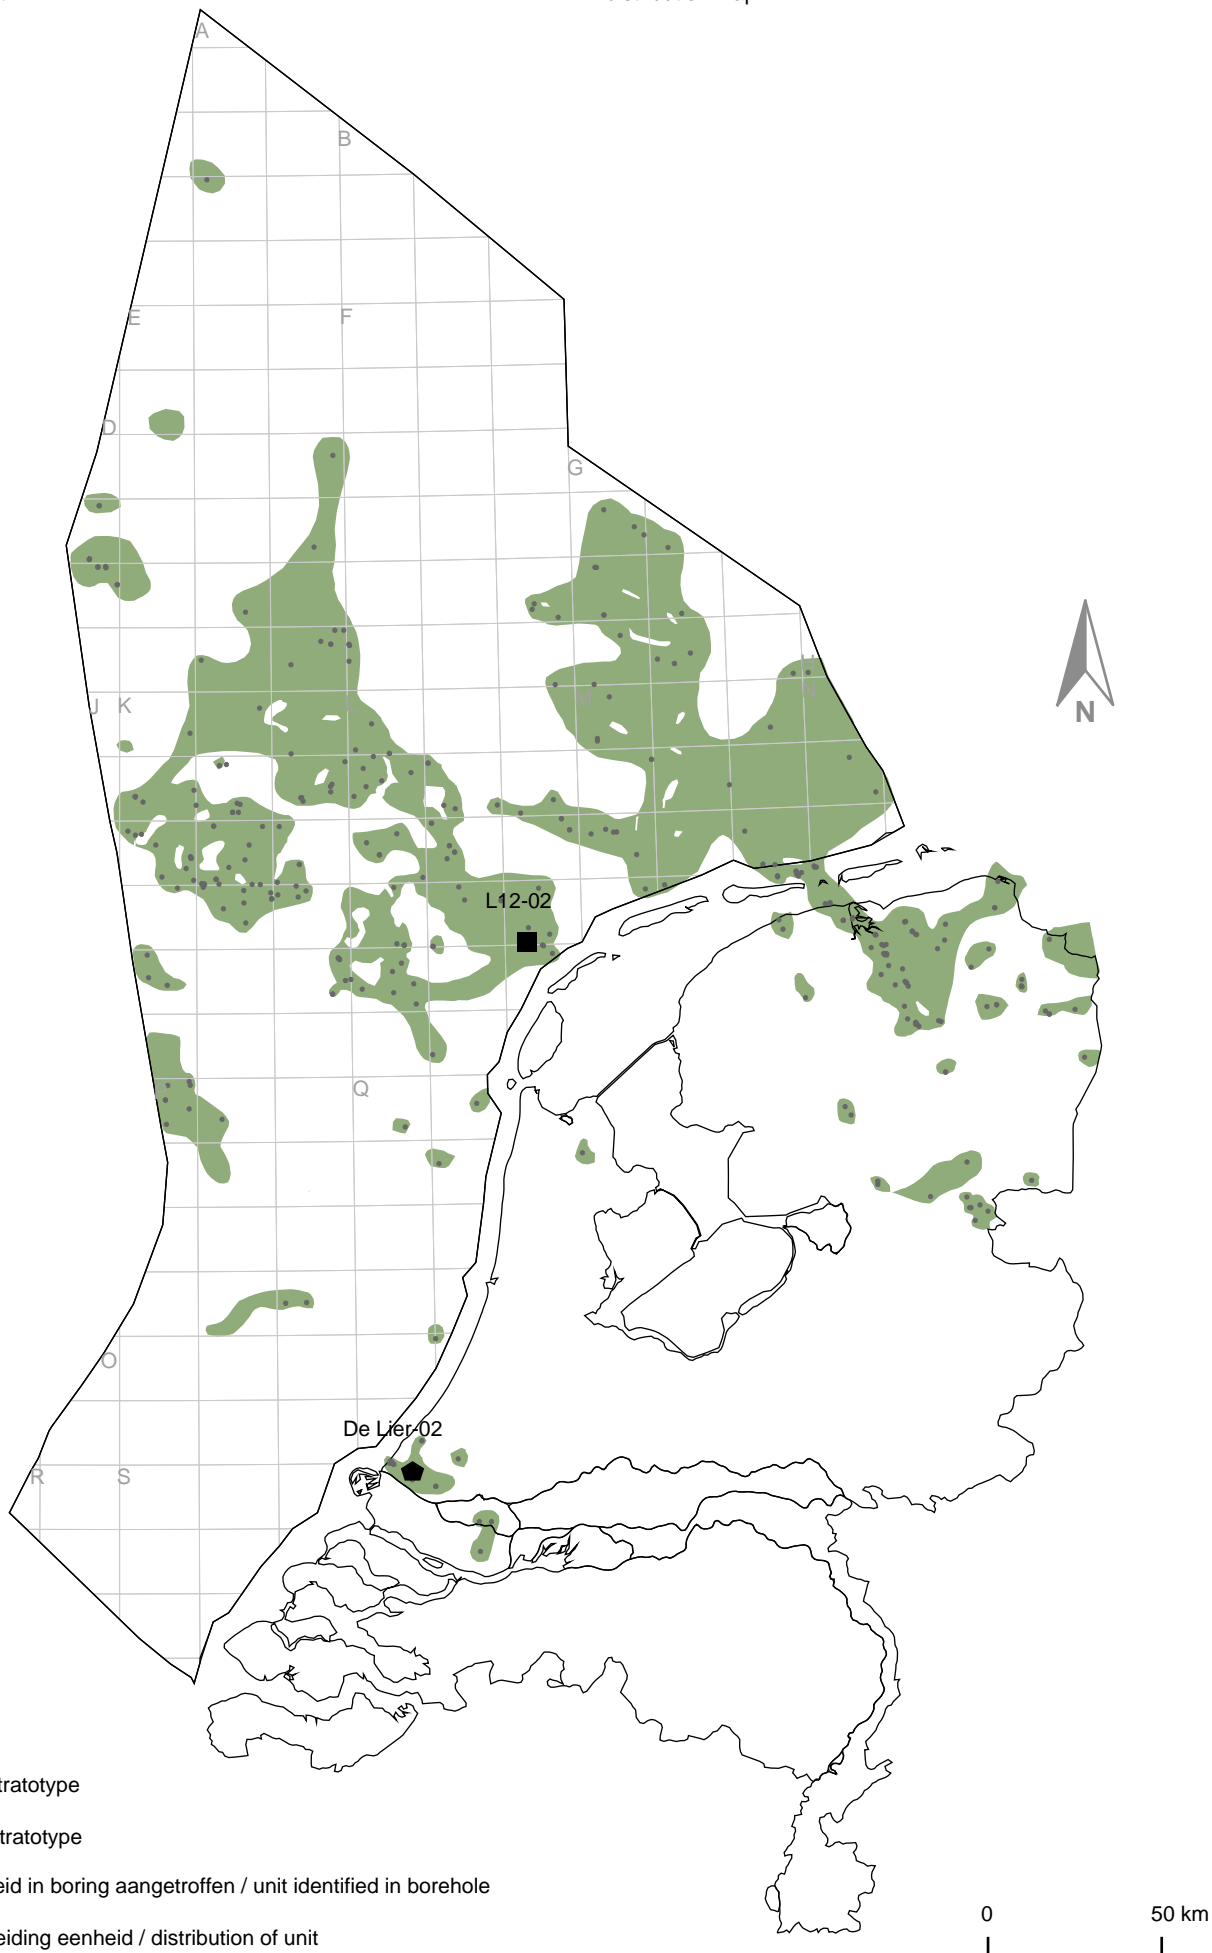 A
B
E
F
D
G
H
N
J K
M
L12-02
Q
O
De Lier-02
R
S
N
tratotype
tratotype
eid in boring aangetroffen / unit identified in borehole
eiding eenheid / distribution of unit
0
50 km